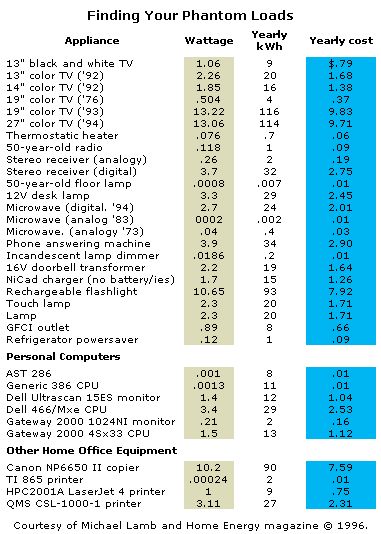 Finding Your Phantom Loads
Appliance Wattage Yearly kWh Yearly cost
13" black and white TV 1.06 9 $.79
13" color TV ('92) 2.26 20 1.68
14" color TV ('92) 1.85 16 1.38
19" color TV ('76) .504 4 .37
19" color TV ('93) 13.22 116 9.83
27" color TV ('94) 13.06 114 9.71
Thermostatic heater .076 .7 .06
50-year-old radio .118 1 .09
Stereo receiver (analogy) .26 2 .19
Stereo receiver (digital) 3.7 32 2.75
50-year-old floor lamp .0008 .007 .01
12V desk lamp 3.3 29 2.45
Microwave (digital. '94) 2.7 24 2.01
Microwave (analog '83) 0002 .002 .01
Microwave. (analogy '73) .04 .4 .03
Phone answering machine 3.9 34 2.90
Incandescent lamp dimmer .0186 .2 .01
16V doorbell transformer 2.2 19 1.64
NiCad charger (no battery/ies) 1.7 15 1.26
Rechargeable flashlight 10.65 93 7.92
Touch lamp 2.3 20 1.71
Lamp 2.3 20 1.71
GFCI outlet .89 8 .66
Refrigerator powersaver .12 1 .09
Personal Computers
AST 286 .001 8 .01
Generic 386 CPU .0013 11 .01
Dell Ultrascan 15ES monitor 1.4 12 1.04
Dell 466/Mxe CPU 3.4 29 2.53
Gateway 2000 1024NI monitor .21 2 .16
Gateway 2000 4Sx33 CPU 1.5 13 1.12
Other Home Office Equipment
Canon NP6650 II copier 10.2 90 7.59
TI 865 printer .00024 2 .01
HPC2001A LaserJet 4 printer 1 9 .75
QMS CSL-1000-1 printer 3.11 27 2.31
Courtesy of Michael Lamb and Home Energy magazine © 1996.